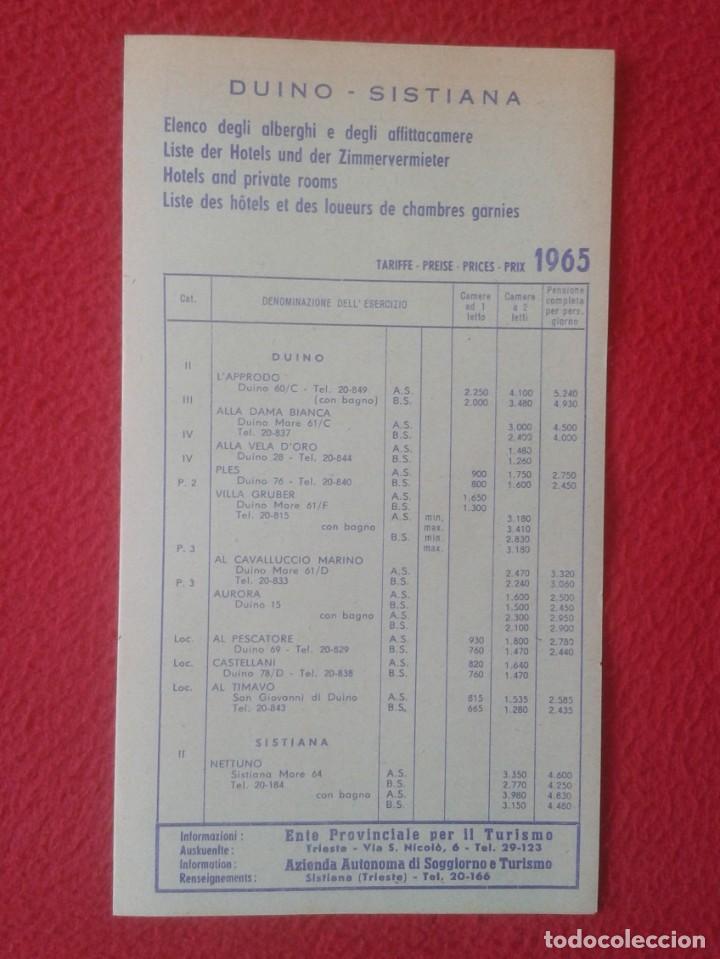 DUINO - SISTIANA
Elenco degli alberghi e degli affittacamere
Liste der Hotels und der Zimmervermieter
Hotels and private rooms
Liste des hôtels et des loueurs de chambres garnies
TARIFFE - PREISE - PRICES - PRIX 1965
Cat. DENOMINAZIONE DELL'ESERCIZIO Camere ad 1 letto Camere a 2 letti Pensione completa per pers. giorno
DUINO
II L'APPRODO
Duino 60/C - Tel. 20-849 A.S. 2.250 4.100 5.240
(con bagno) B.S. 2.000 3.480 4.930
III ALLA DAMA BIANCA
Duino Mare 61/C A.S. 3.000 4.500
Tel. 20-837 B.S. 2.400 4.000
IV ALLA VELA D'ORO A.S. 1.480
Duino 28 - Tel. 20-844 B.S. 1.260
IV PLES A.S. 900 1.750 2.750
Duino 76 - Tel. 20-840 B.S. 800 1.600 2.450
P. 2 VILLA GRUBER A.S. 1.650
Duino Mare 61/F B.S. 1.300
Tel. 20-815 A.S. min. 3.180
con bagno max. 3.410
B.S. min. 2.830
max. 3.180
P. 3 AL CAVALLUCCIO MARINO
Duino Mare 61/D A.S. 2.470 3.320
Tel. 20-833 B.S. 2.240 3.060
P. 3 AURORA A.S. 1.600 2.500
Duino 15 B.S. 1.500 2.450
con bagno A.S. 2.300 2.950
B.S. 2.100 2.900
Loc. AL PESCATORE A.S. 930 1.800 2.780
Duino 69 - Tel. 20-829 B.S. 760 1.470 2.440
Loc. CASTELLANI A.S. 820 1.640
Duino 78/D - Tel. 20-838 B.S. 760 1.470
Loc. AL TIMAVO
San Giovanni di Duino A.S. 815 1.535 2.585
Tel. 20-843 B.S. 665 1.280 2.435
SISTIANA
II NETTUNO
Sistiana Mare 64 A.S. 3.350 4.600
Tel. 20-184 B.S. 2.770 4.250
con bagno A.S. 3.980 4.830
B.S. 3.150 4.480
Informazioni : Ente Provinciale per il Turismo
Auskuenfte : Trieste - Via S. Nicolò, 6 - Tel. 29-123
Information : Azienda Autonoma di Soggiorno e Turismo
Renseignements : Sistiana (Trieste) - Tel. 20-166
todocoleccion